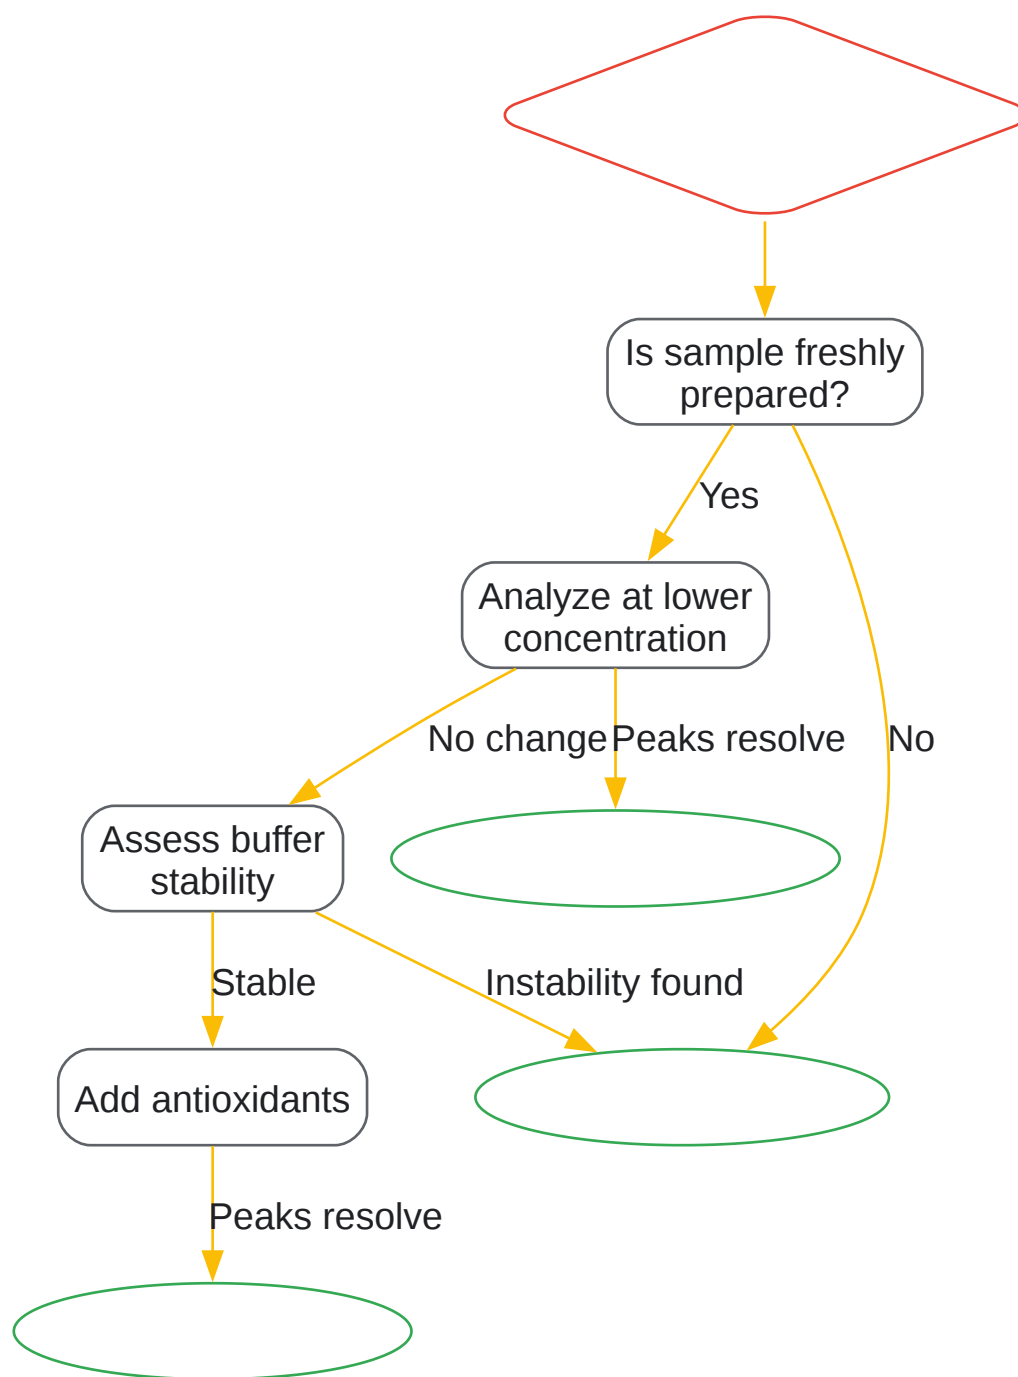 Is sample freshly
prepared?
Yes
Analyze at lower
concentration
No change
Peaks resolve
No
Assess buffer
stability
Stable
Instability found
Add antioxidants
Peaks resolve